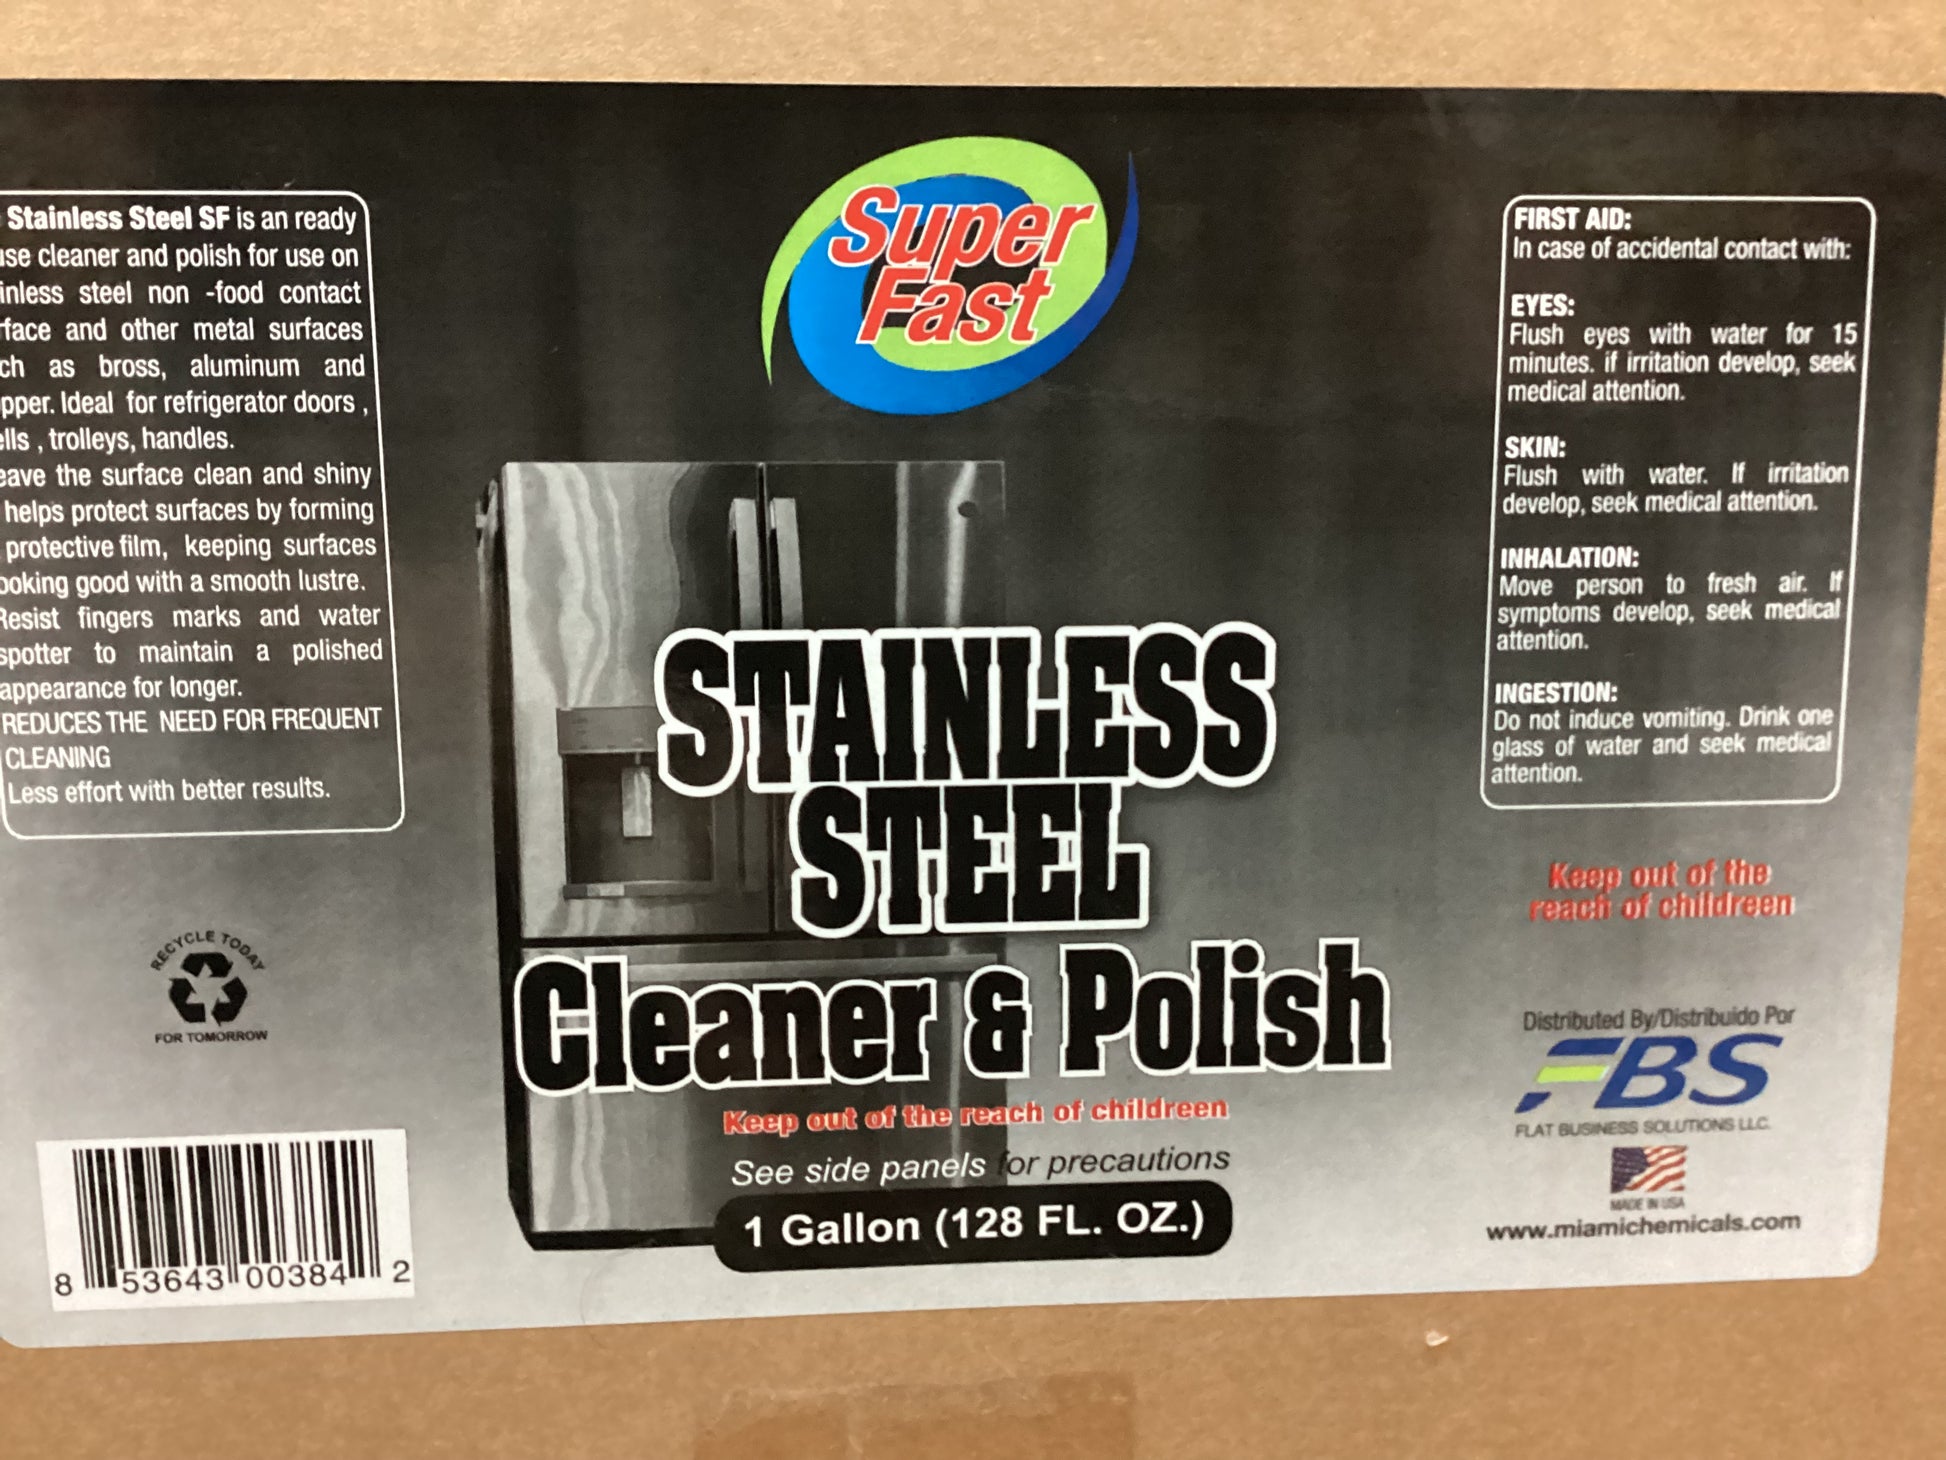 Stainless Steel SF is an ready
use cleaner and polish for use on
inless steel non -food contact
rface and other metal surfaces
ch as bross, aluminum and
pper. Ideal for refrigerator doors ,
ells , trolleys, handles.
eave the surface clean and shiny
helps protect surfaces by forming
protective film, keeping surfaces
ooking good with a smooth lustre.
Resist fingers marks and water
spotter to maintain a polished
appearance for longer.
REDUCES THE NEED FOR FREQUENT
CLEANING
Less effort with better results.
RECYCLE TODAY
FOR TOMORROW
8 53643 00384 2
Super
Fast
STAINLESS
STEEL
Cleaner & Polish
Keep out of the reach of childreen
See side panels for precautions
1 Gallon (128 FL. OZ.)
FIRST AID:
In case of accidental contact with:
EYES:
Flush eyes with water for 15
minutes. if irritation develop, seek
medical attention.
SKIN:
Flush with water. If irritation
develop, seek medical attention.
INHALATION:
Move person to fresh air. If
symptoms develop, seek medical
attention.
INGESTION:
Do not induce vomiting. Drink one
glass of water and seek medical
attention.
Keep out of the
reach of childreen
Distributed By/Distribuido Por
FBS
FLAT BUSINESS SOLUTIONS LLC.
MADE IN USA
www.miamichemicals.com